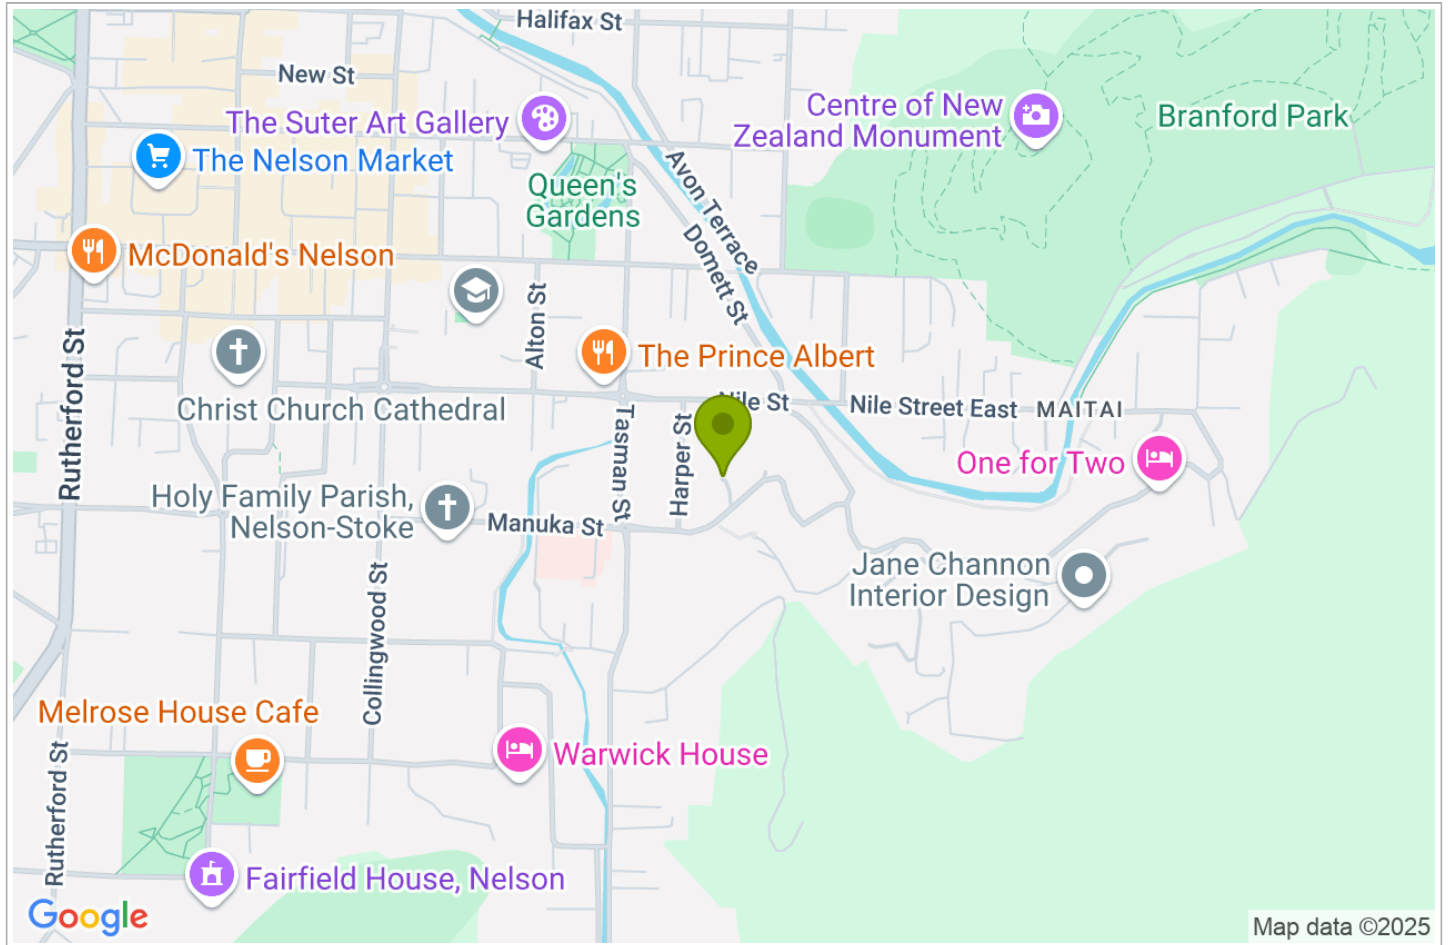 Halifax St
New St
Centre of New
Zealand Monument
Branford Park
The Suter Art Gallery
The Nelson Market
Avon Terrace
Queen's
Gardens
Domett St
McDonald's Nelson
Alton St
Rutherford St
The Prince Albert
Christ Church Cathedral
Nile St
Nile Street East
MAITAI
Tasman St
Harper St
One for Two
Holy Family Parish,
Nelson-Stoke
Manuka St
Jane Channon
Interior Design
Collingwood St
Melrose House Cafe
Warwick House
Rutherford St
Fairfield House, Nelson
Google
Map data ©2025